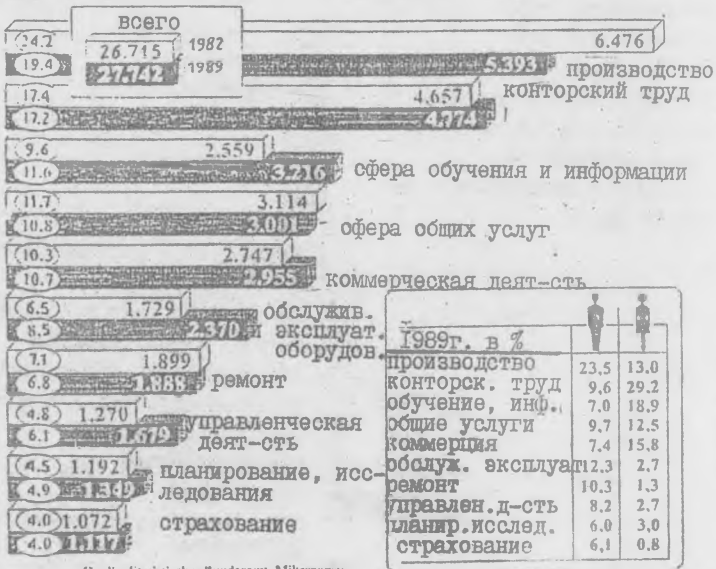 всего
26.715 1982
27.742 1989
24.2 6.476
19.4 5.393 производство
17.4 4.657 конторский труд
17.2 4.774
9.6 2.559
11.6 3.216 сфера обучения и информации
11.7 3.114
10.8 3.001 сфера общих услуг
10.3 2.747
10.7 2.955 коммерческая деят-сть
6.5 1.729 обслужив.
8.5 2.370 и эксплуат.
оборудов.
7.1 1.899
6.8 1.888 ремонт
4.8 1.270 управленческая
6.1 1.679 деят-сть
4.5 1.192 планирование, исс-
4.9 ледования
4.0 1.072 страхование
4.0 1.117
1989г. в %
производство 23,5 13.0
конторск. труд 9,6 29.2
обучение, инф. 7.0 18,9
общие услуги 9,7 12,5
коммерция 7.4 15,8
обслуж. эксплуат 12.3 2.7
ремонт 10.3 1.3
управлен.д-сть 8.2 2.7
планир.исслед. 6.0 3,0
страхование 6,1 0.8